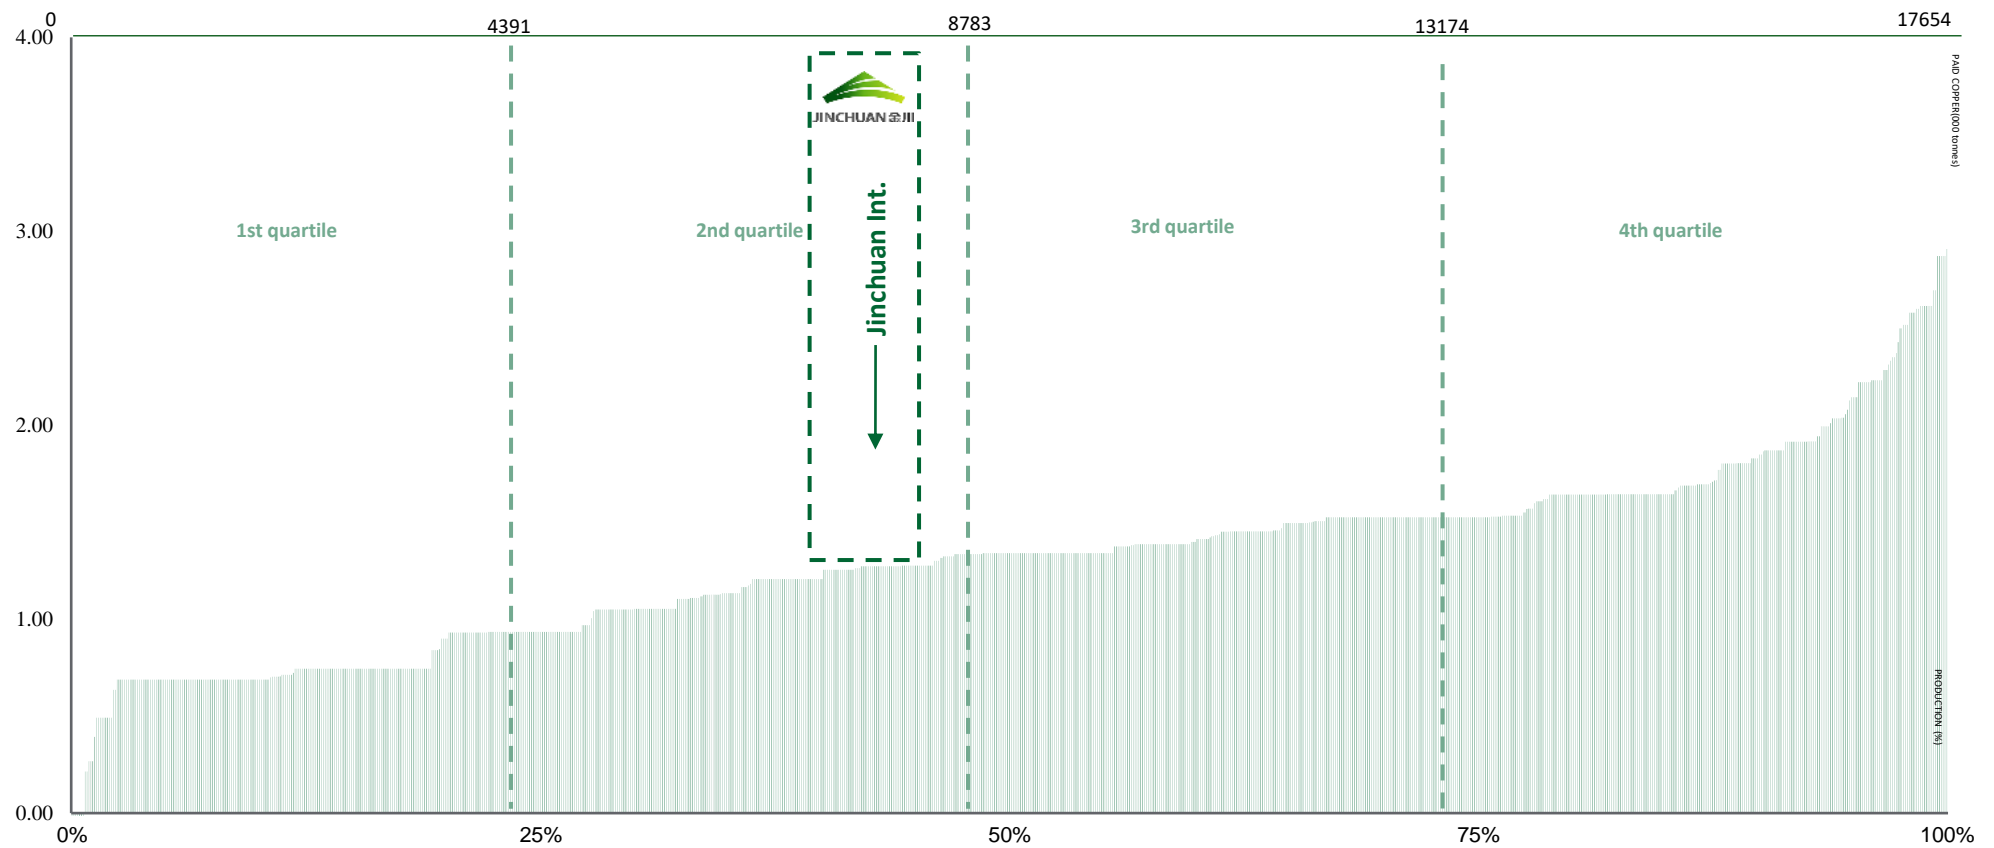 0
4391
8783
13174
17654
4.00
PAID COPPER(000 tonnes)
JINCHUAN
Jinchuan Int.
3.00
1st quartile
2nd quartile
3rd quartile
4th quartile
2.00
1.00
PRODUCTION (%)
0.00
0%
25%
50%
75%
100%